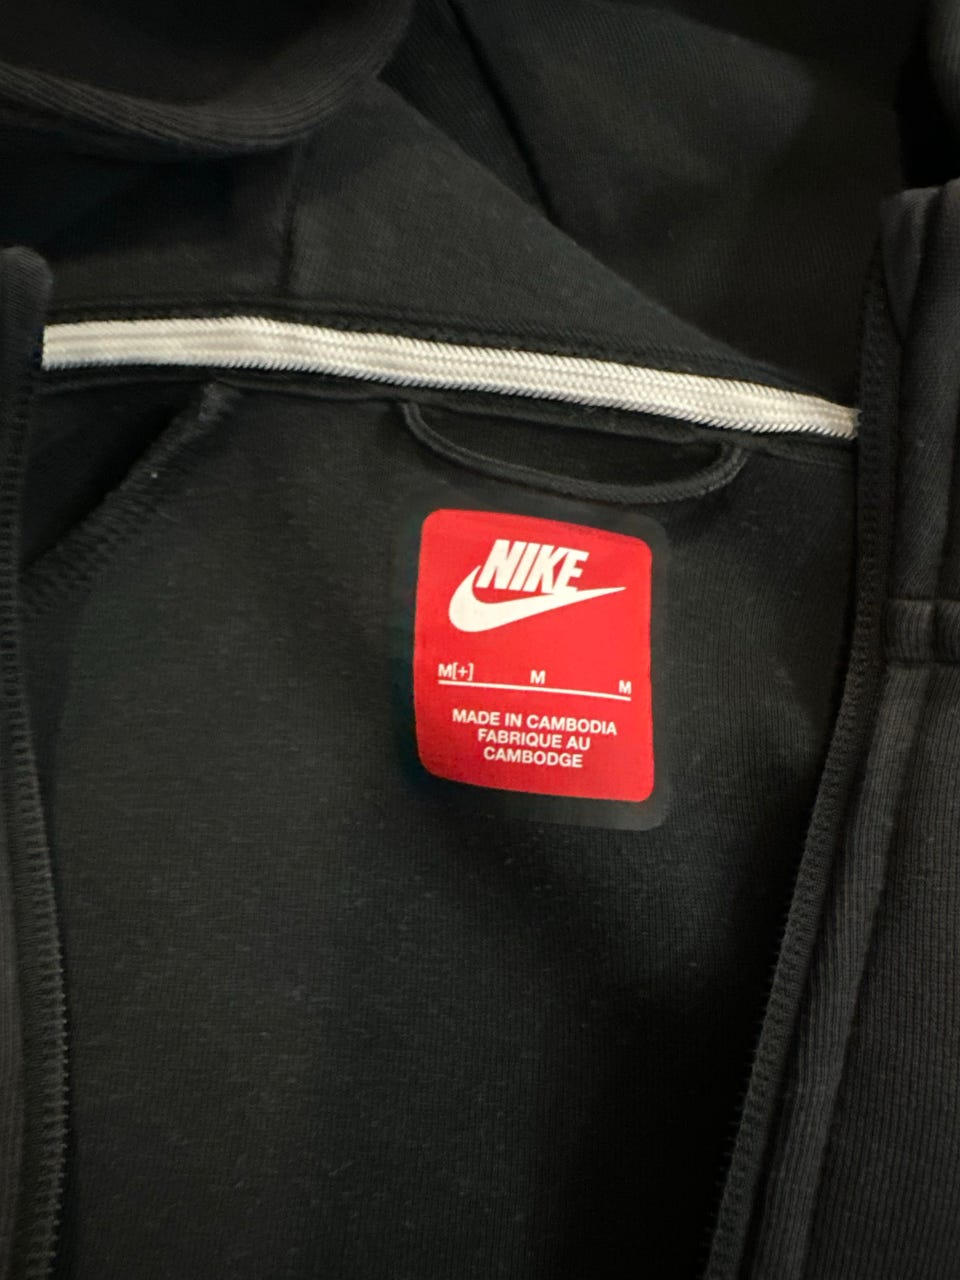 NIKE
M[+] M M
MADE IN CAMBODIA
FABRIQUE AU
CAMBODGE